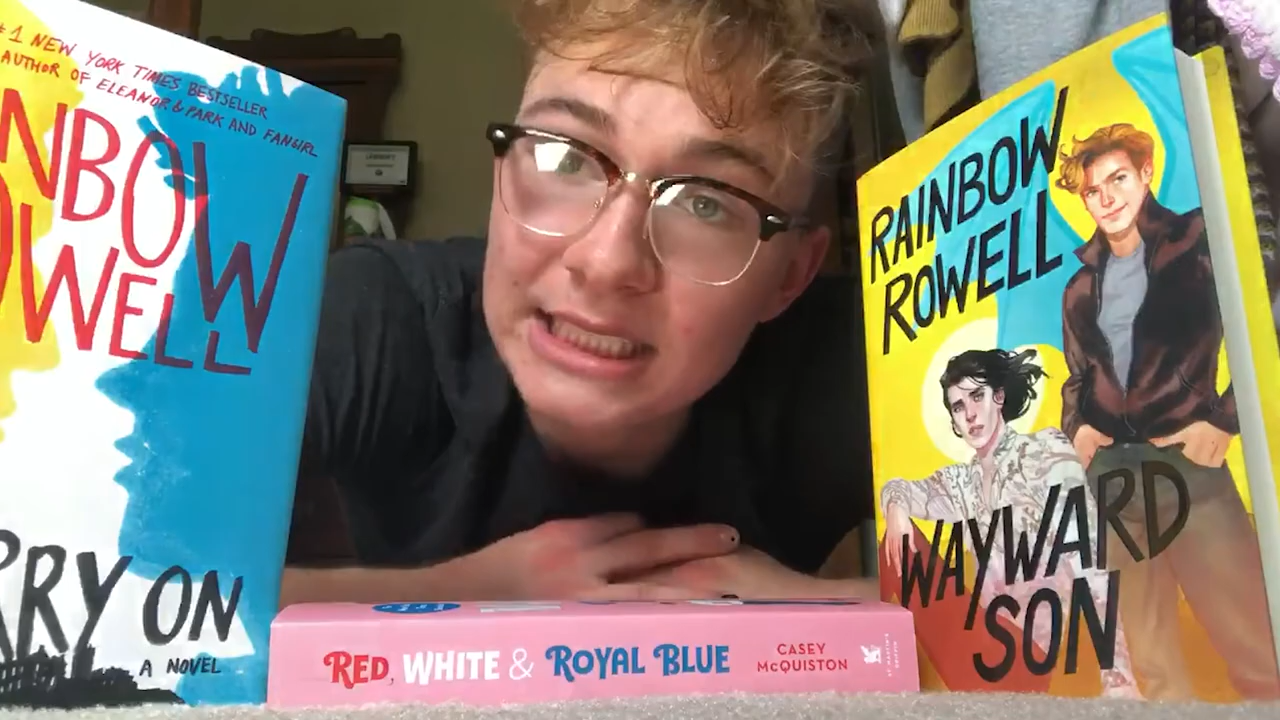 #1 NEW YORK TIMES BESTSELLER
AUTHOR OF ELEANOR & PARK AND FANGIRL
NBOW
OWELL
RRY ON
A NOVEL
RED, WHITE & ROYAL BLUE
CASEY
McQUISTON
RAINBOW
ROWELL
WAYWARD
SON